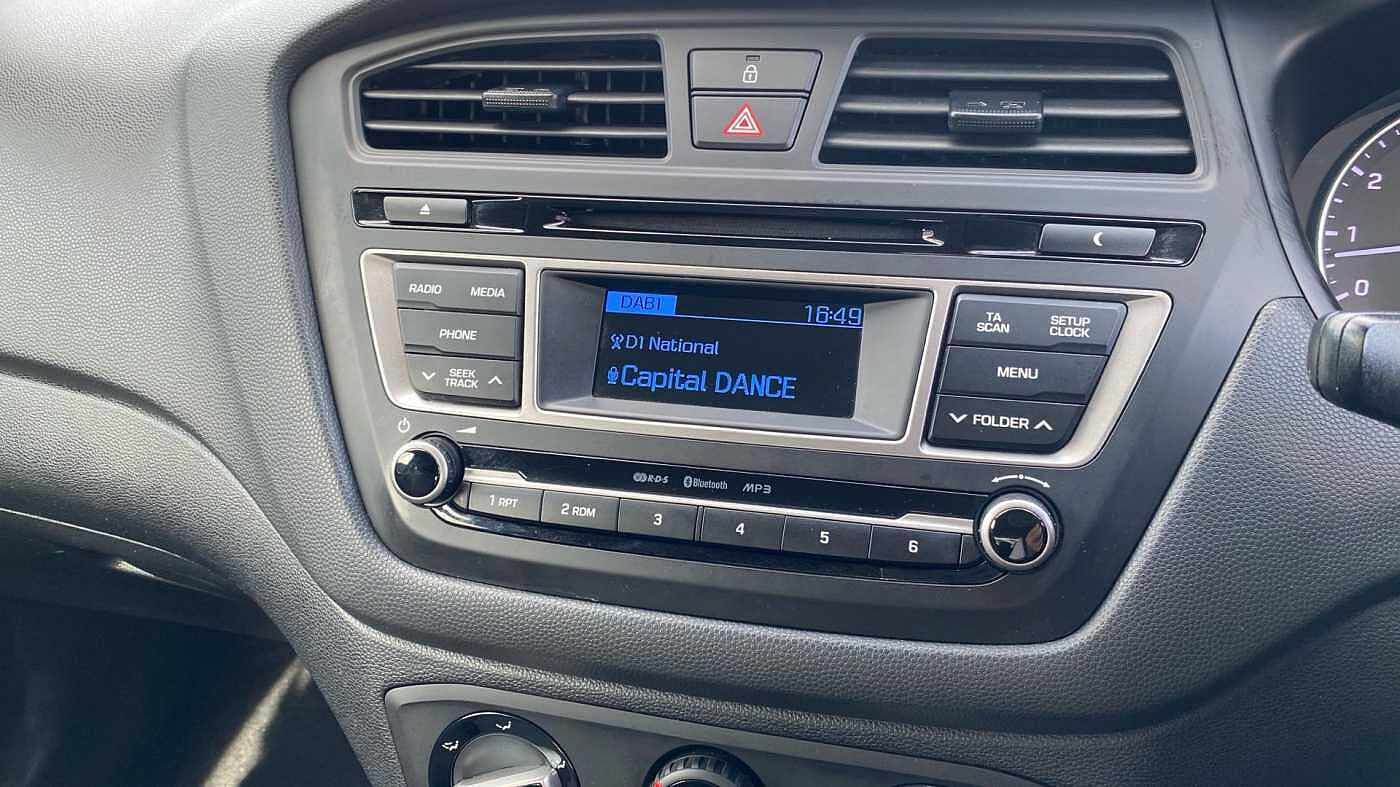 RADIO MEDIA
PHONE
SEEK
TRACK
DAB1 16:49
D1 National
Capital DANCE
TA
SCAN
SETUP
CLOCK
MENU
FOLDER
R·D·S Bluetooth MP3
1 RPT 2 RDM 3 4 5 6
2
1
0